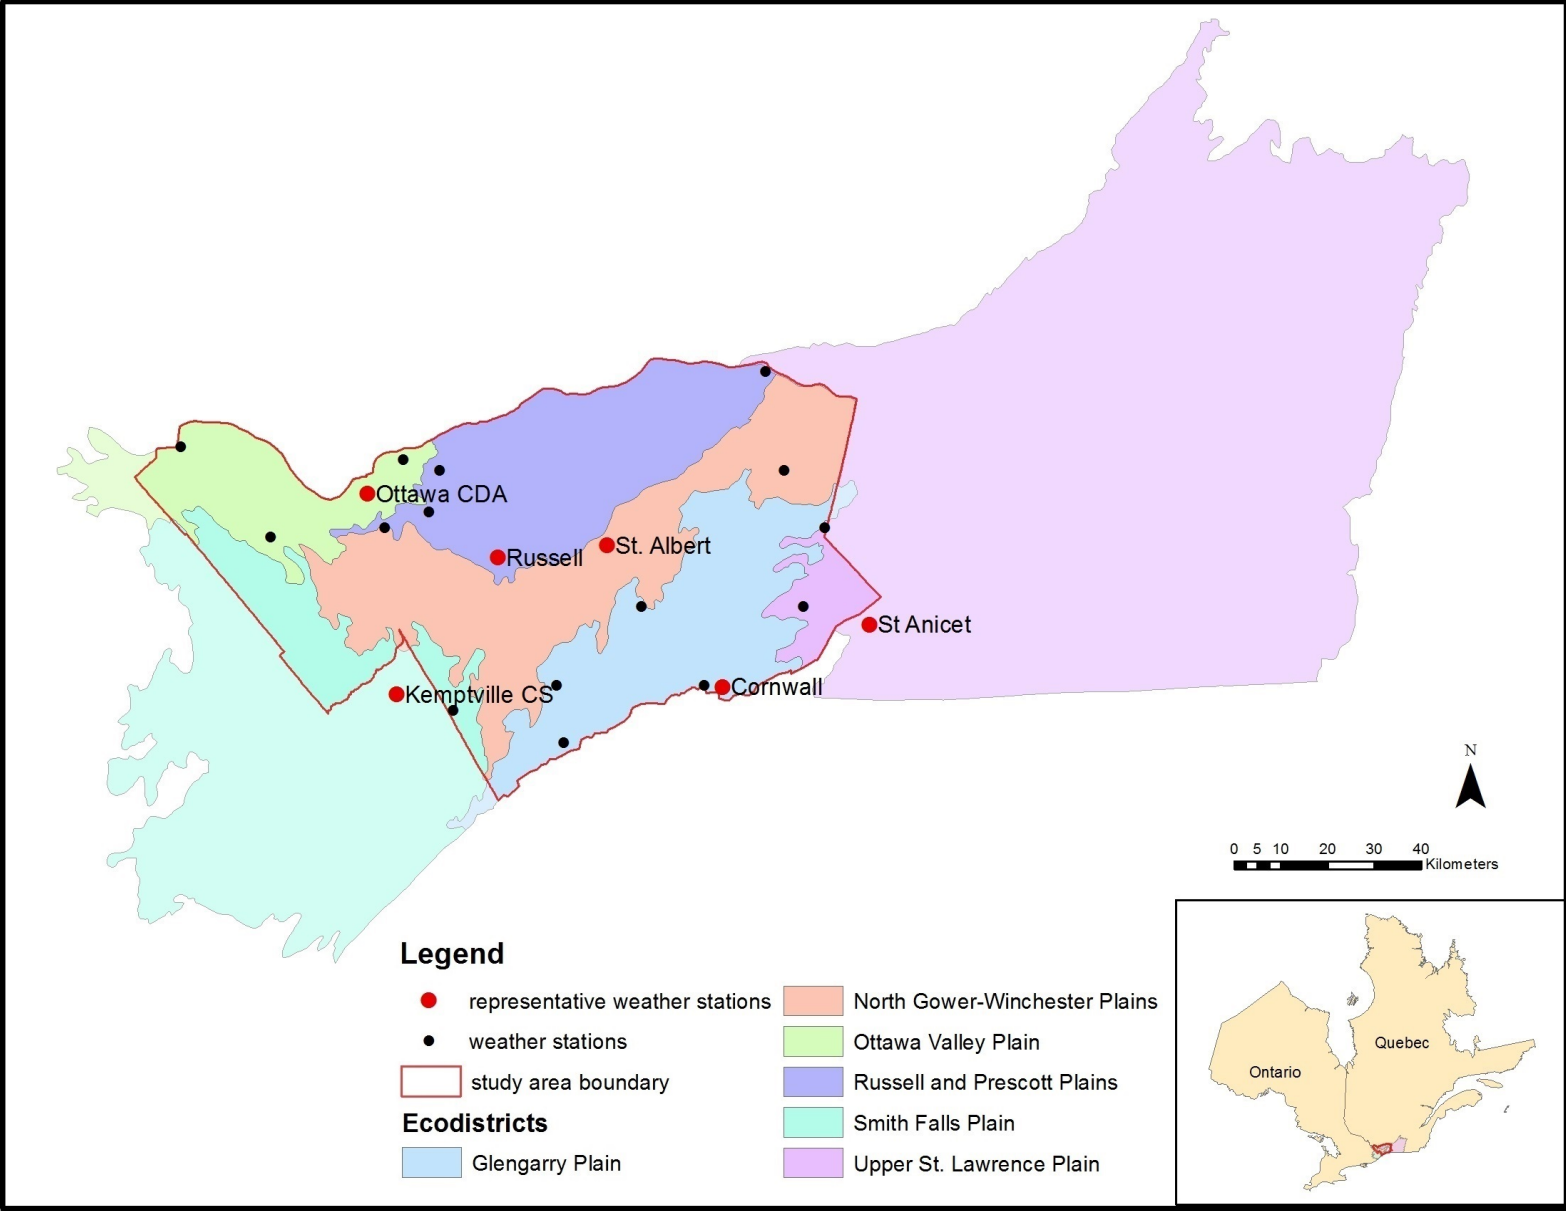 Ottawa CDA
Russell
St. Albert
St Anicet
Kemptville CS
Cornwall
N
0 5 10 20 30 40
Kilometers
Legend
representative weather stations
weather stations
study area boundary
Ecodistricts
Glengarry Plain
North Gower-Winchester Plains
Ottawa Valley Plain
Russell and Prescott Plains
Smith Falls Plain
Upper St. Lawrence Plain
Quebec
Ontario